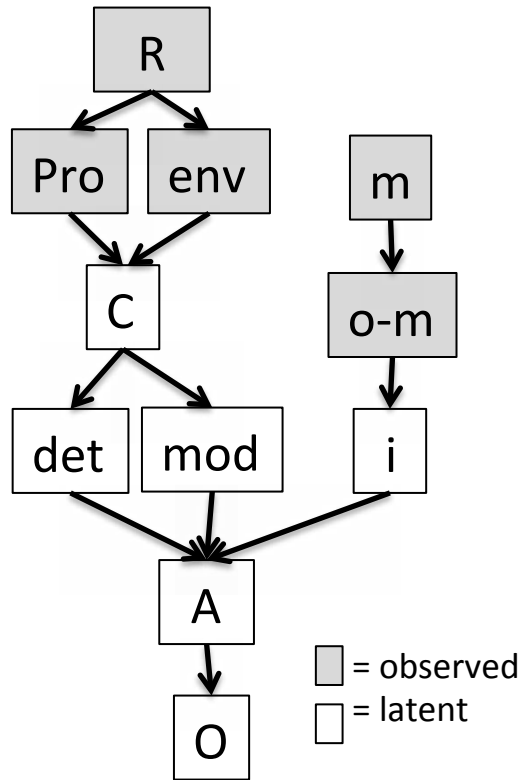 R
Pro env
m
C
o-m
det mod i
A
= observed
= latent
O